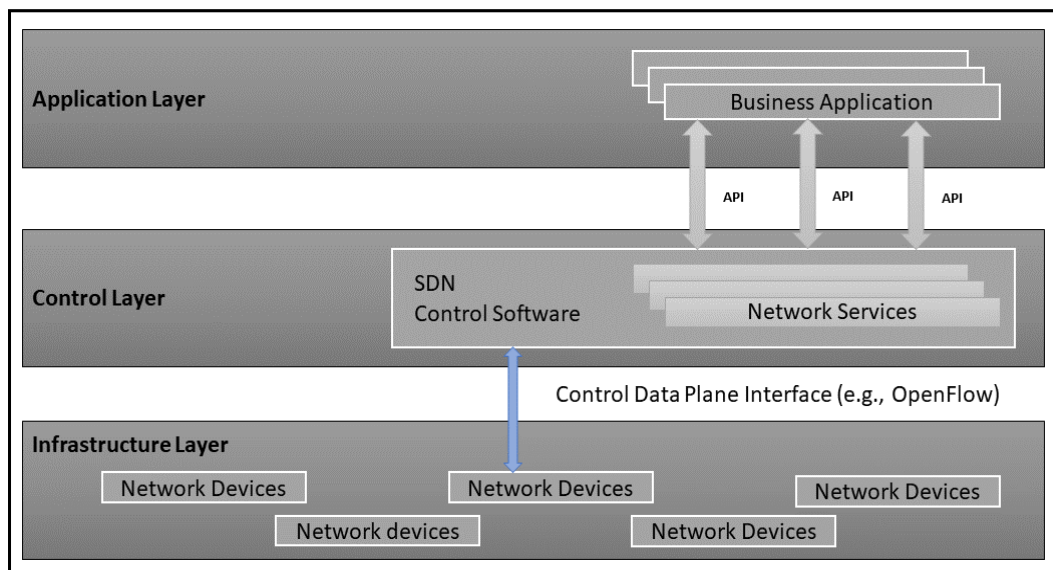 Application Layer
Business Application
API
API
API
Control Layer
SDN
Control Software
Network Services
Control Data Plane Interface (e.g., OpenFlow)
Infrastructure Layer
Network Devices
Network Devices
Network Devices
Network devices
Network Devices